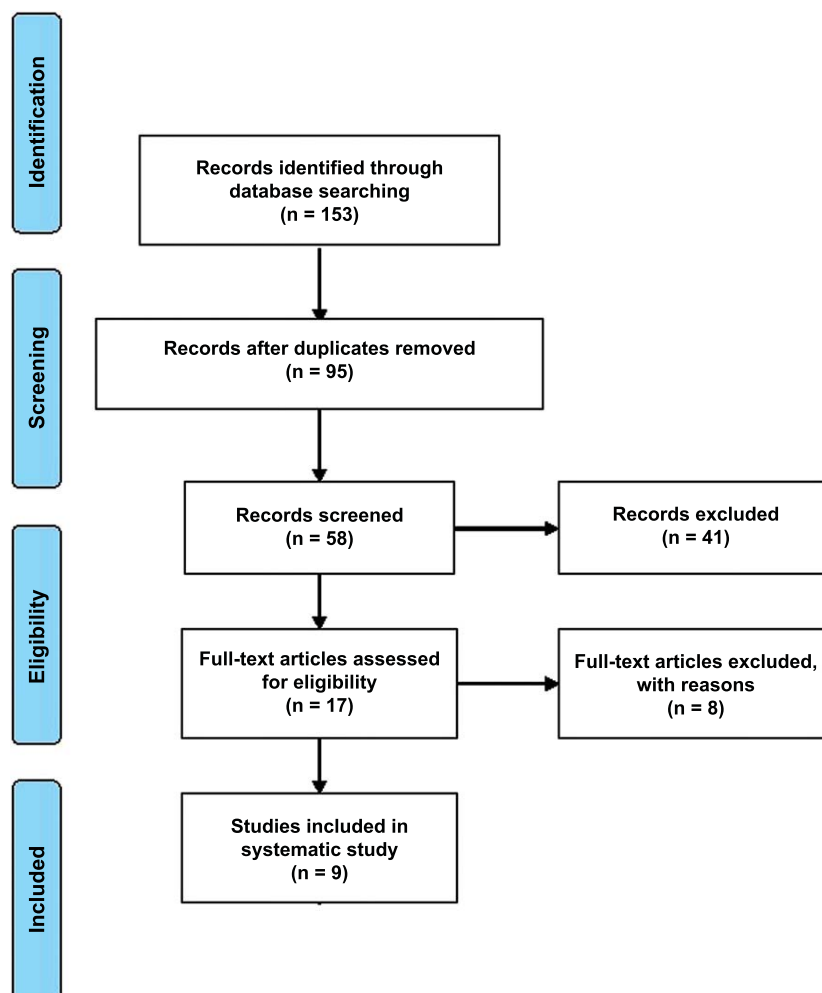 Identification
Records identified through
database searching
(n = 153)
Screening
Records after duplicates removed
(n = 95)
Records screened
(n = 58)
Records excluded
(n = 41)
Eligibility
Full-text articles assessed
for eligibility
(n = 17)
Full-text articles excluded,
with reasons
(n = 8)
Included
Studies included in
systematic study
(n = 9)